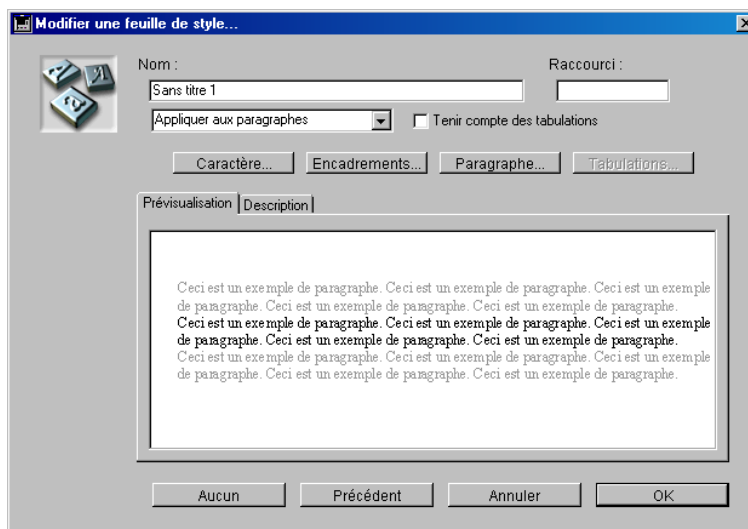 Modifier une feuille de style...
Nom :
Raccourci :
Sans titre 1
Appliquer aux paragraphes
Tenir compte des tabulations
Caractère...
Encadrements...
Paragraphe...
Tabulations...
Prévisualisation
Description
Ceci est un exemple de paragraphe. Ceci est un exemple de paragraphe. Ceci est un exemple
de paragraphe. Ceci est un exemple de paragraphe. Ceci est un exemple de paragraphe.
Ceci est un exemple de paragraphe. Ceci est un exemple de paragraphe. Ceci est un exemple
de paragraphe. Ceci est un exemple de paragraphe. Ceci est un exemple de paragraphe.
Ceci est un exemple de paragraphe. Ceci est un exemple de paragraphe. Ceci est un exemple
de paragraphe. Ceci est un exemple de paragraphe. Ceci est un exemple de paragraphe.
Aucun
Précédent
Annuler
OK